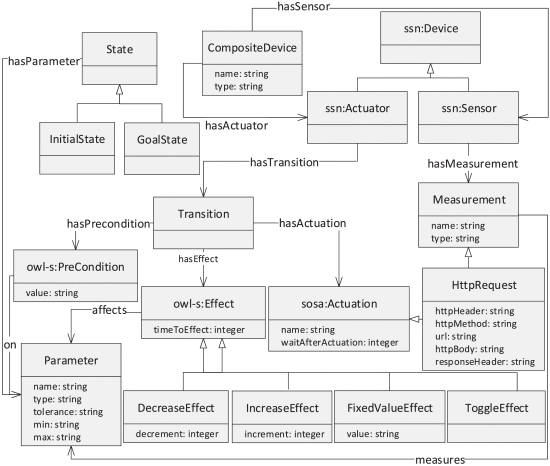 hasSensor
ssn:Device
hasParameter
State
CompositeDevice
name: string
type: string
hasActuator
ssn:Actuator
ssn:Sensor
InitialState
GoalState
hasTransition
hasMeasurement
Transition
Measurement
name: string
type: string
hasPrecondition
hasActuation
hasEffect
owl-s:PreCondition
value: string
owl-s:Effect
timeToEffect: integer
sosa:Actuation
name: string
waitAfterActuation: integer
HttpRequest
httpHeader: string
httpMethod: string
url: string
httpBody: string
responseHeader: string
affects
on
Parameter
name: string
type: string
tolerance: string
min: string
max: string
DecreaseEffect
decrement: integer
IncreaseEffect
increment: integer
FixedValueEffect
value: string
ToggleEffect
measures